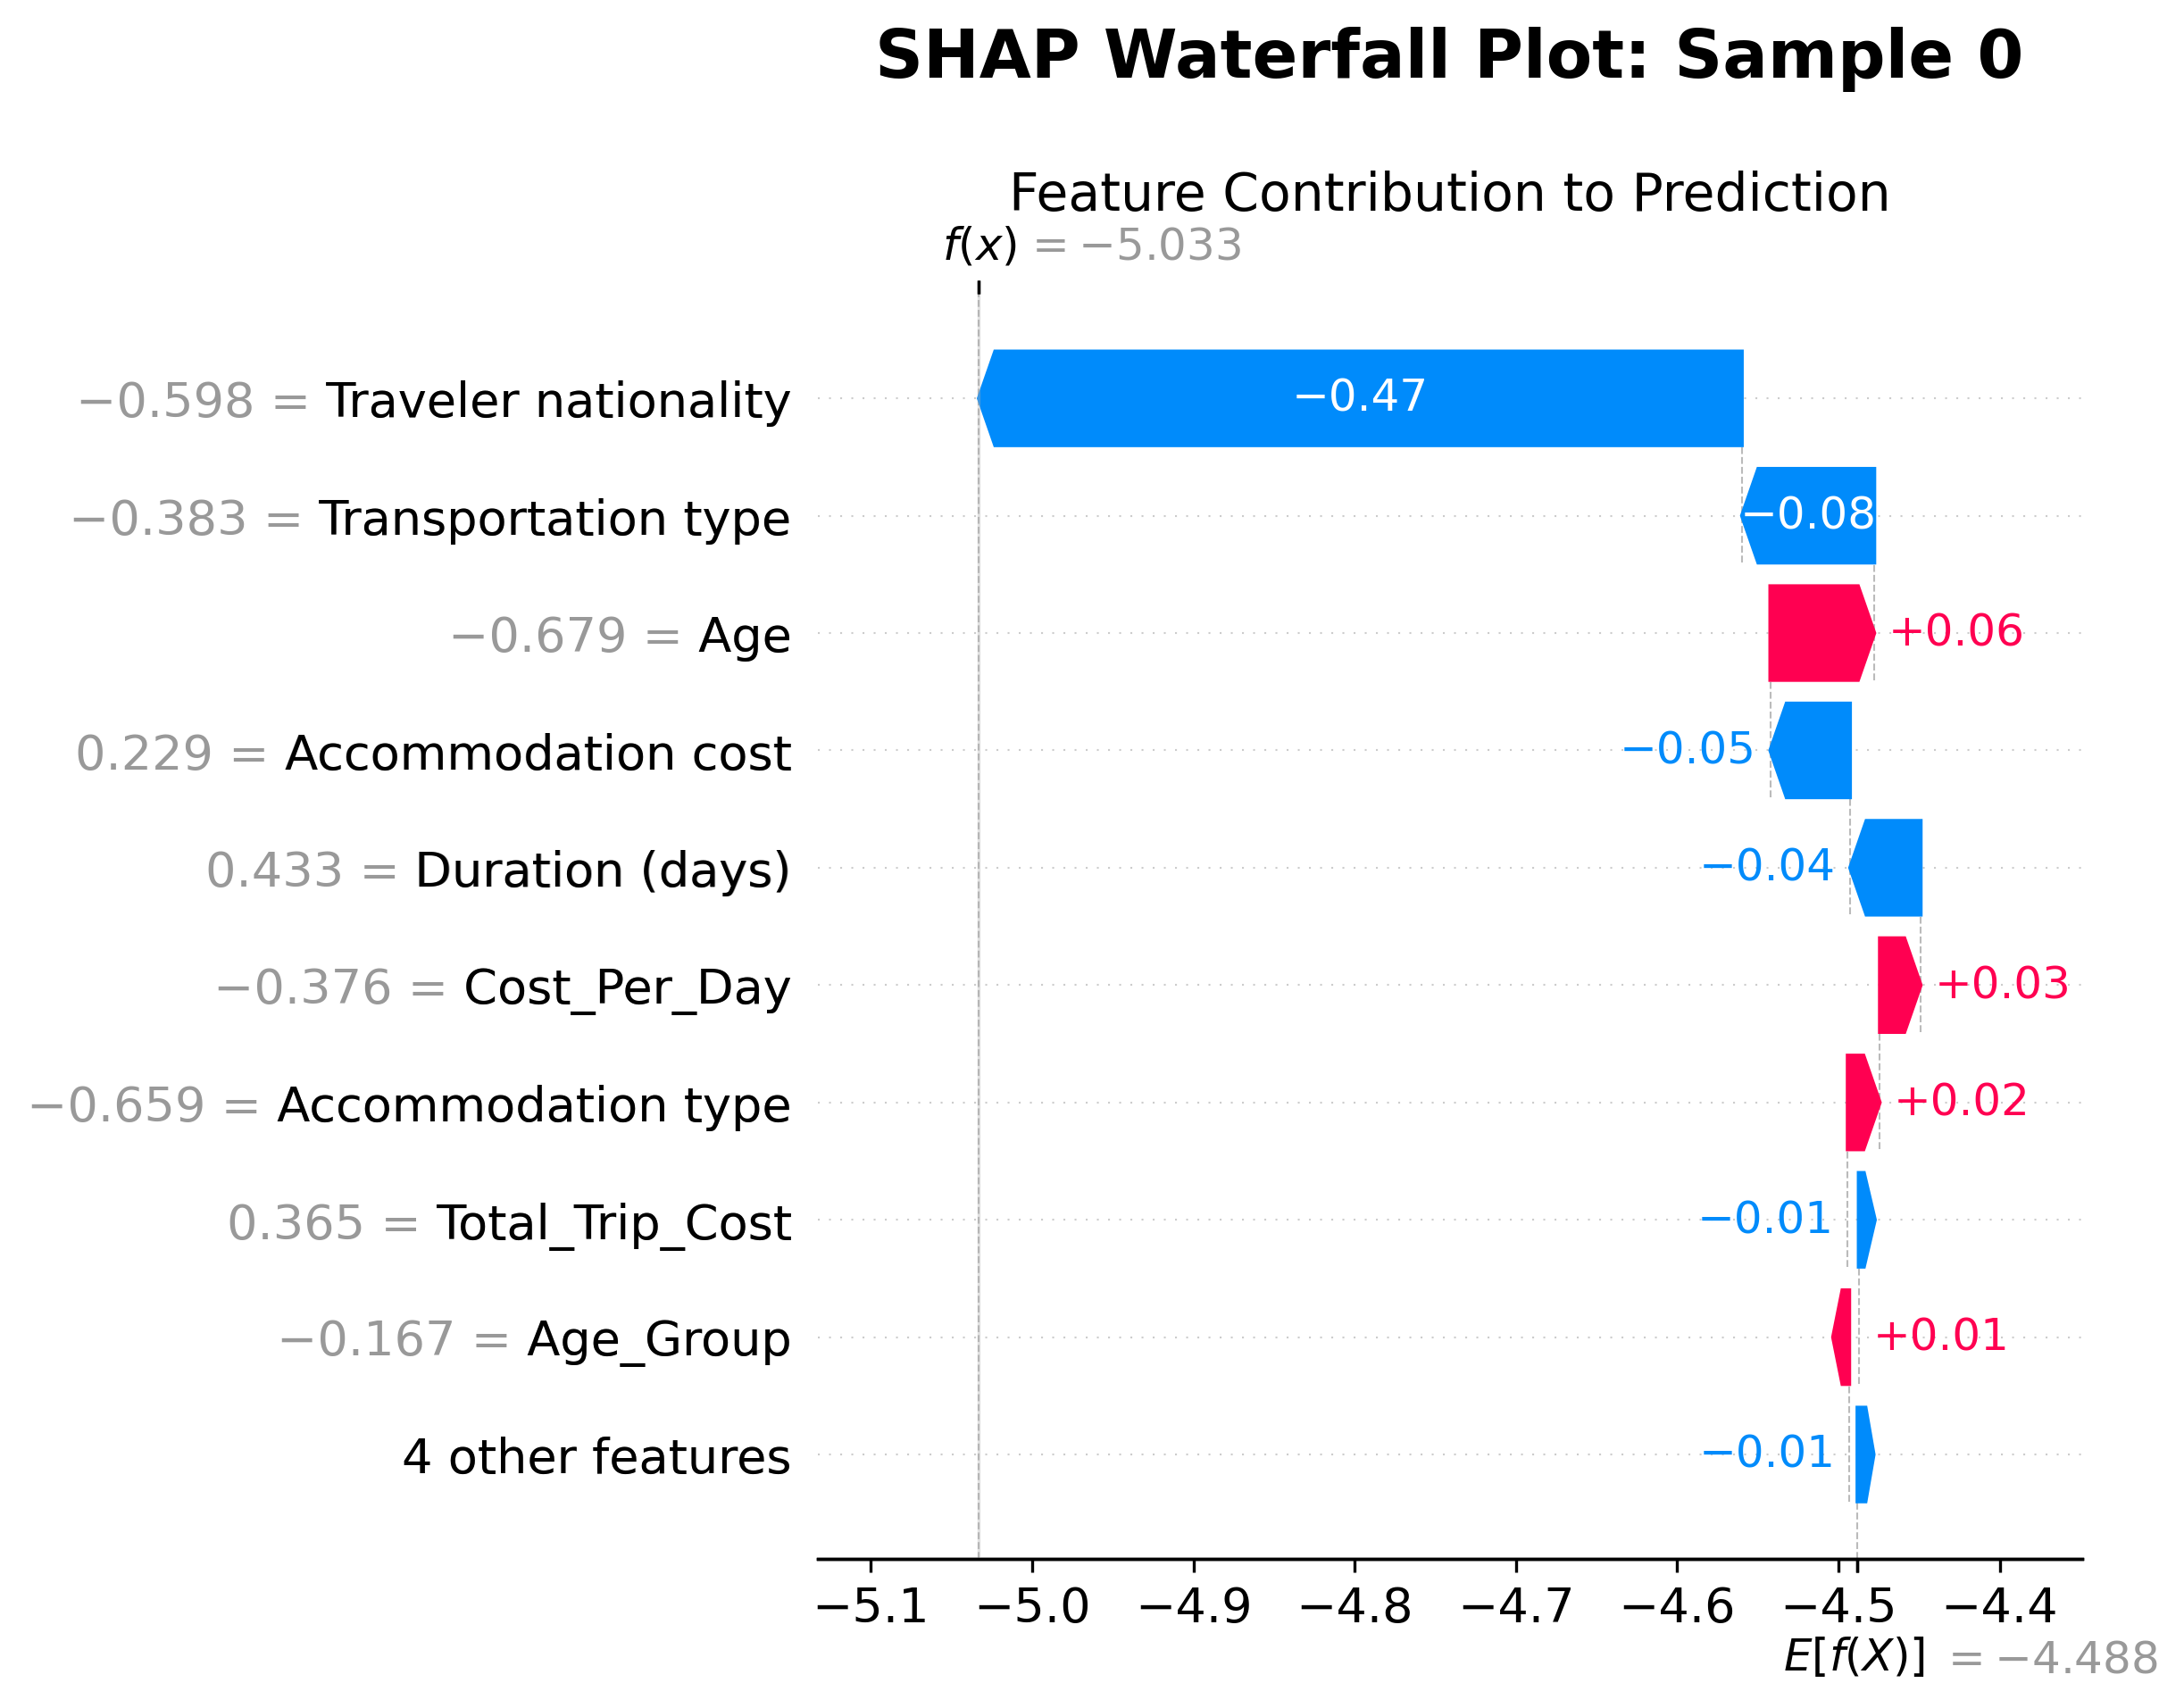 SHAP Waterfall Plot: Sample 0
Feature Contribution to Prediction
f(x) = −5.033
−0.598 = Traveler nationality −0.47
−0.383 = Transportation type −0.08
−0.679 = Age +0.06
0.229 = Accommodation cost −0.05
0.433 = Duration (days) −0.04
−0.376 = Cost_Per_Day +0.03
−0.659 = Accommodation type +0.02
0.365 = Total_Trip_Cost −0.01
−0.167 = Age_Group +0.01
4 other features −0.01
−5.1 −5.0 −4.9 −4.8 −4.7 −4.6 −4.5 −4.4
E[f(X)] = −4.488